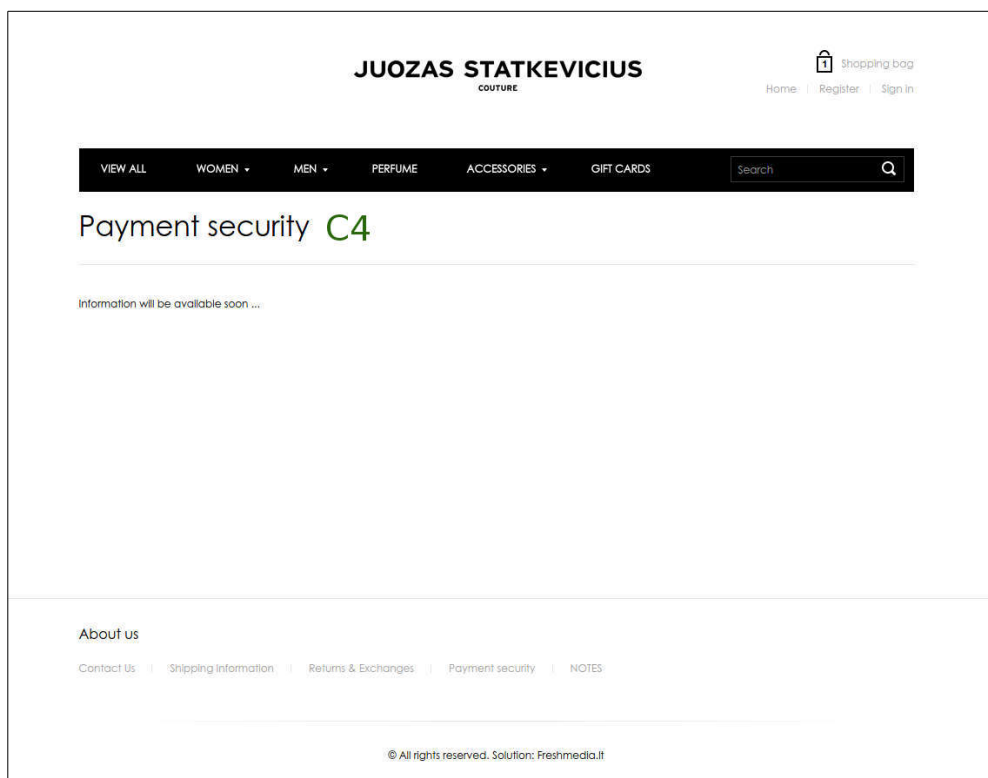 JUOZAS STATKEVICIUS
COUTURE
1 Shopping bag
Home Register Sign in
VIEW ALL WOMEN MEN PERFUME ACCESSORIES GIFT CARDS Search
Payment security C4
Information will be available soon ...
About us
Contact Us Shipping Information Returns & Exchanges Payment security NOTES
© All rights reserved. Solution: Freshmedia.lt